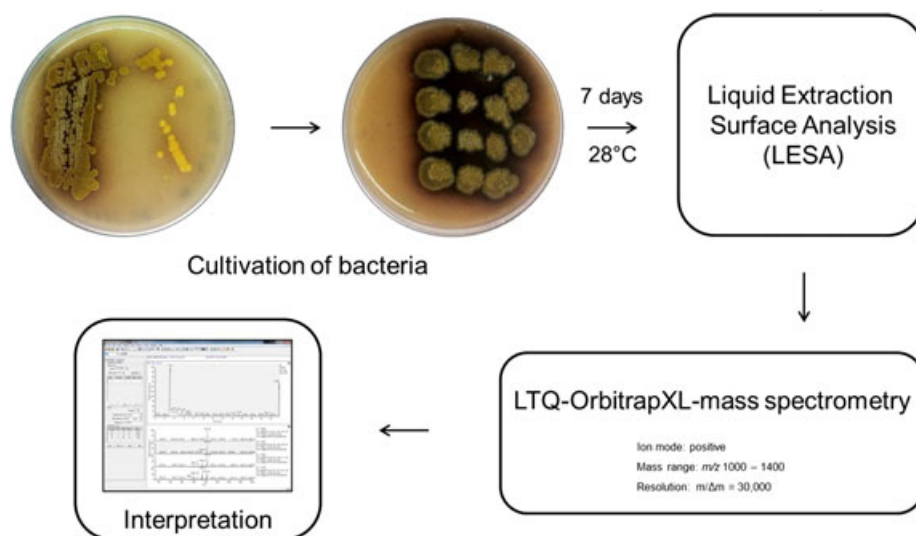 7 days
28°C
Liquid Extraction
Surface Analysis
(LESA)
Cultivation of bacteria
LTQ-OrbitrapXL-mass spectrometry
Ion mode: positive
Mass range: m/z 1000 – 1400
Resolution: m/Δm = 30,000
Interpretation